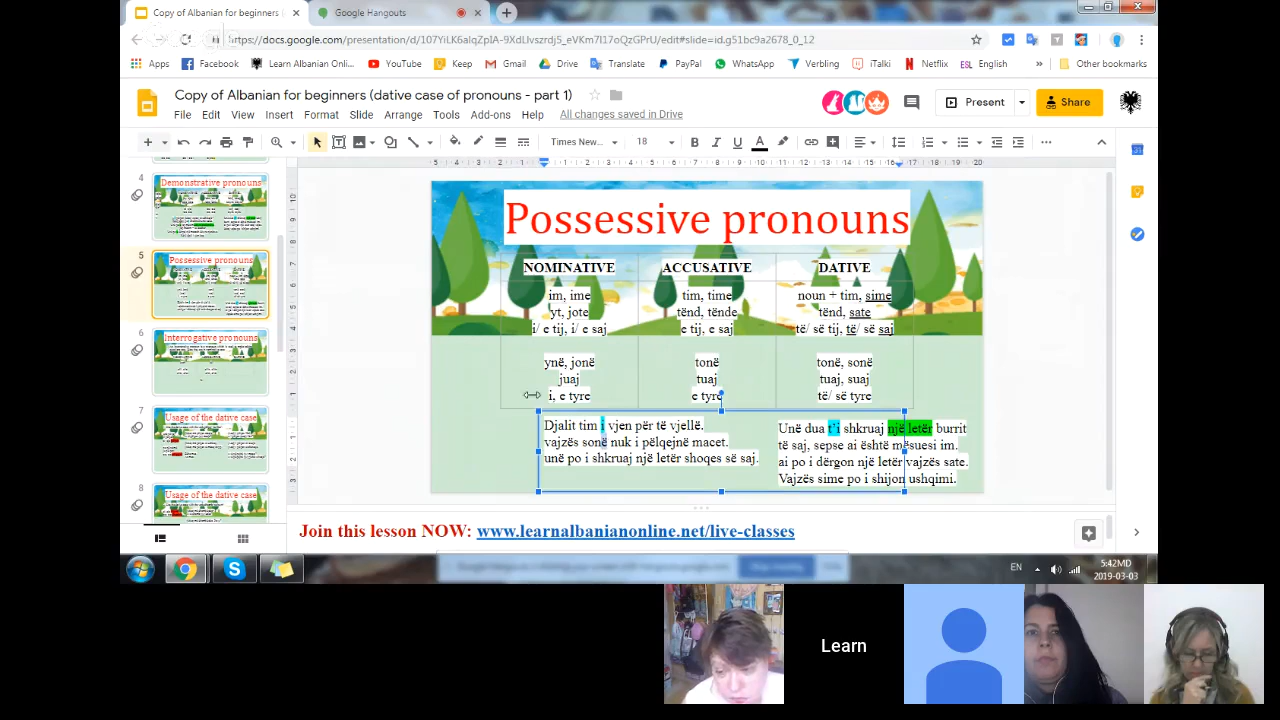 Copy of Albanian for beginners
Google Hangouts
https://docs.google.com/presentation/d/107YiLK6alqZpIA-9XdLlvszrdj5_eVKm7l17oQzGPrU/edit#slide=id.g51bc9a2678_0_12
Apps Facebook Learn Albanian Onli... YouTube Keep Gmail Drive Translate PayPal WhatsApp Verbling iTalki Netflix ESL English Other bookmarks
Copy of Albanian for beginners (dative case of pronouns - part 1)
File Edit View Insert Format Slide Arrange Tools Add-ons Help All changes saved in Drive
Present
Share
Times New... 18 B I U A
4 Demonstrative pronouns
5 Possessive pronouns
6 Interrogative pronouns
7 Usage of the dative case
8 Usage of the dative case
Possessive pronouns
NOMINATIVE ACCUSATIVE DATIVE
im, ime tim, time noun + tim, sime
yt, jote tënd, tënde tënd, sate
i/ e tij, i/ e saj e tij, e saj të/ së tij, të/ së saj
ynë, jonë tonë tonë, sonë
juaj tuaj tuaj, suaj
i, e tyre e tyre të/ së tyre
Djalit tim i vjen për të vjellë.
vajzës sonë nuk i pëlqejnë macet.
unë po i shkruaj një letër shoqes së saj.
Unë dua t'i shkruaj një letër burrit
të saj, sepse ai është mësuesi im.
ai po i dërgon një letër vajzës sate.
Vajzës sime po i shijon ushqimi.
Join this lesson NOW: www.learnalbanianonline.net/live-classes
EN
5:42MD
2019-03-03
Learn